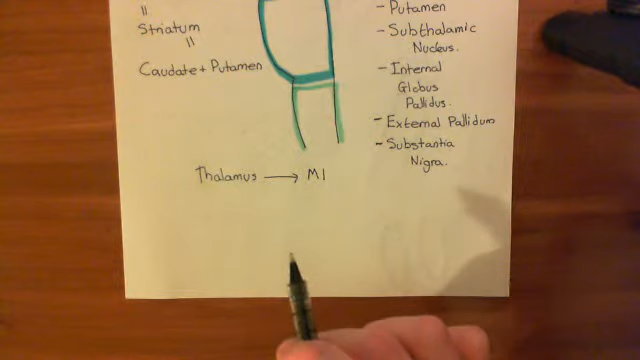 "
Striatum
"
Caudate + Putamen
- Putamen
- Subthalamic
Nucleus.
- Internal
Globus
Pallidus.
- External Pallidum
- Substantia
Nigra.
Thalamus → M1